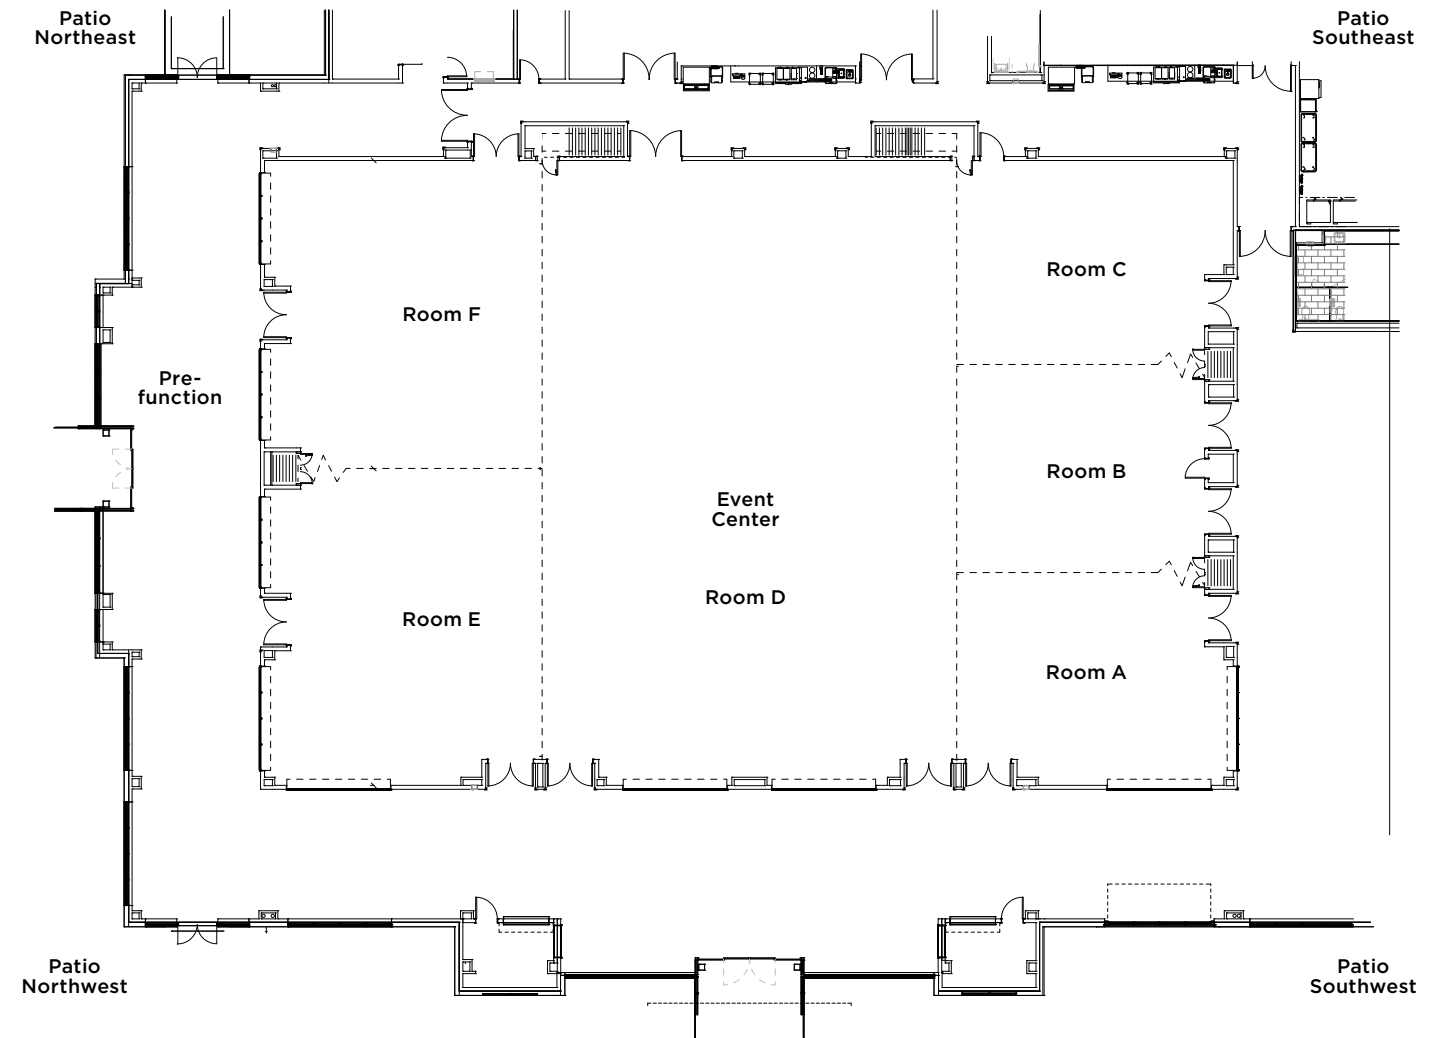 Patio
Northeast
Patio
Southeast
Room C
Room F
Pre-
function
Room B
Event
Center
Room D
Room E
Room A
Patio
Northwest
Patio
Southwest